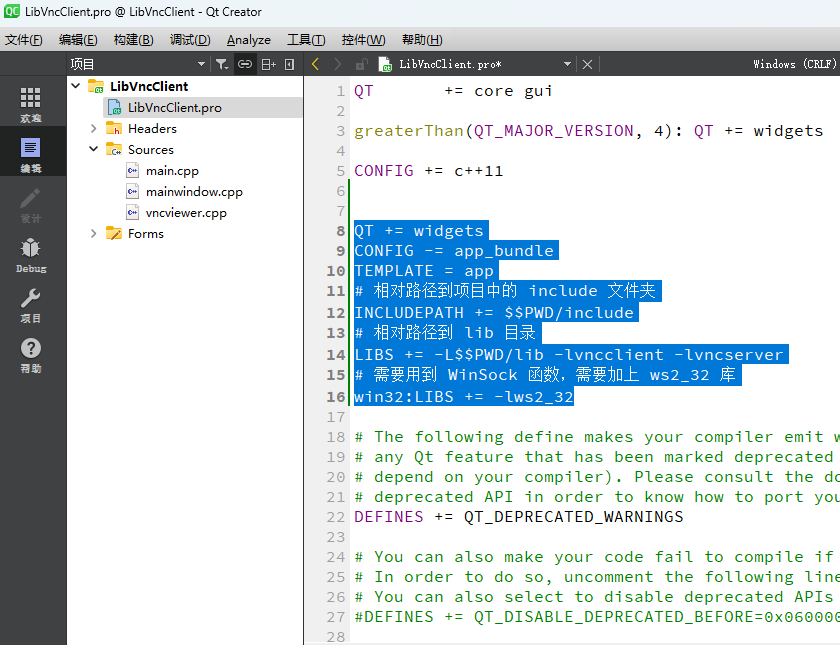 LibVncClient.pro @ LibVncClient - Qt Creator
文件(F) 编辑(E) 构建(B) 调试(D) Analyze 工具(T) 控件(W) 帮助(H)
项目
LibVncClient.pro*
Windows (CRLF)
欢迎
编辑
设计
Debug
项目
帮助
LibVncClient
LibVncClient.pro
Headers
Sources
main.cpp
mainwindow.cpp
vncviewer.cpp
Forms
1 QT += core gui
2
3 greaterThan(QT_MAJOR_VERSION, 4): QT += widgets
4
5 CONFIG += c++11
6
7
8 QT += widgets
9 CONFIG -= app_bundle
10 TEMPLATE = app
11 # 相对路径到项目中的 include 文件夹
12 INCLUDEPATH += $$PWD/include
13 # 相对路径到 lib 目录
14 LIBS += -L$$PWD/lib -lvncclient -lvncserver
15 # 需要用到 WinSock 函数，需要加上 ws2_32 库
16 win32:LIBS += -lws2_32
17
18 # The following define makes your compiler emit w
19 # any Qt feature that has been marked deprecated
20 # depend on your compiler). Please consult the do
21 # deprecated API in order to know how to port you
22 DEFINES += QT_DEPRECATED_WARNINGS
23
24 # You can also make your code fail to compile if
25 # In order to do so, uncomment the following line
26 # You can also select to disable deprecated APIs
27 #DEFINES += QT_DISABLE_DEPRECATED_BEFORE=0x060000
28